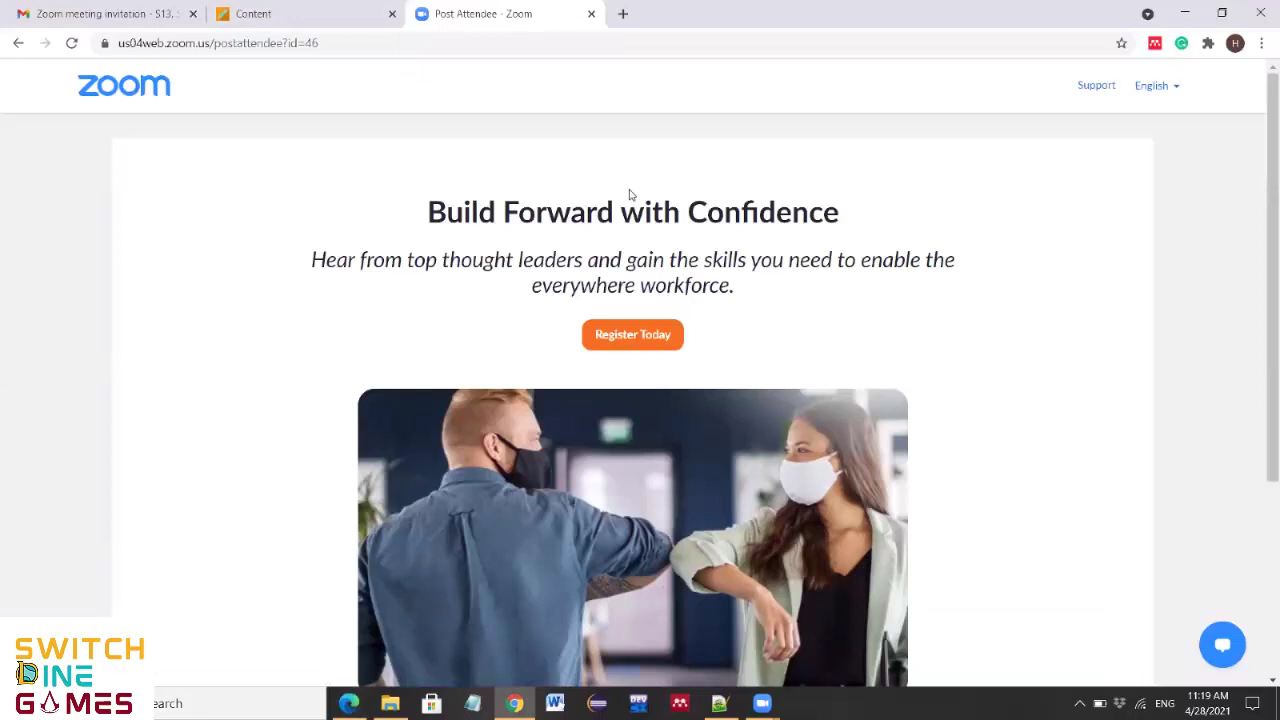 Zoom meeting invitation - S13,
Content
Post Attendee - Zoom
us04web.zoom.us/postattendee?id=46
H
zoom
Support
English
Build Forward with Confidence
Hear from top thought leaders and gain the skills you need to enable the
everywhere workforce.
Register Today
SWITCH
DINE
GAMES
search
ENG
11:19 AM
4/28/2021